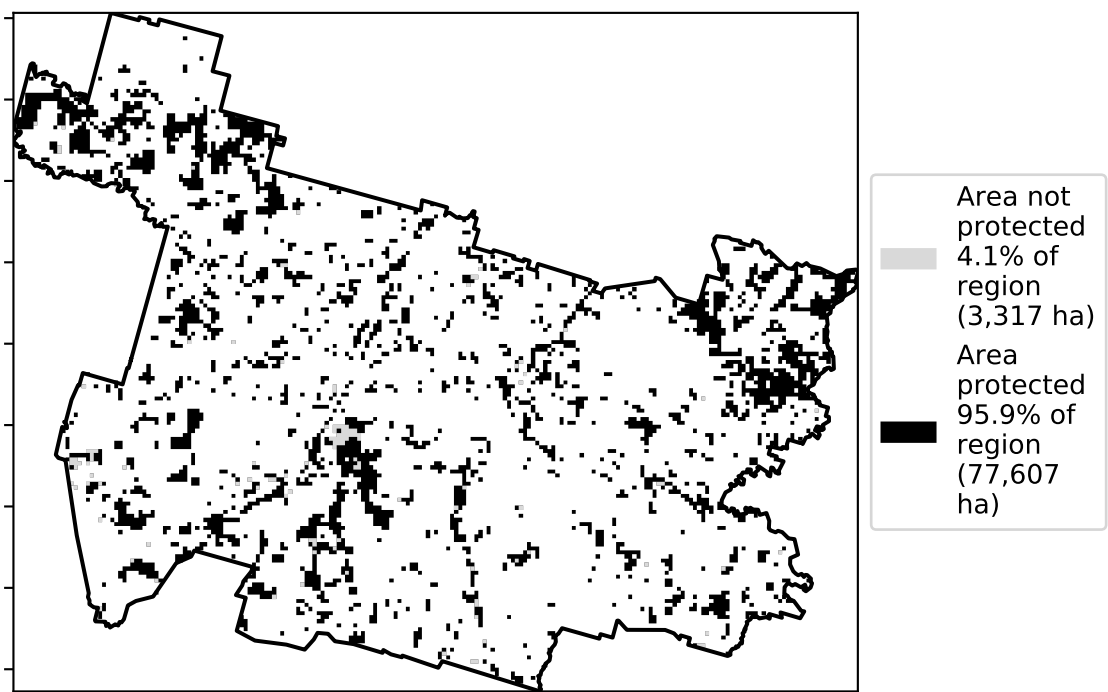 Area not
protected
4.1% of
region
(3,317 ha)
Area
protected
95.9% of
region
(77,607
ha)